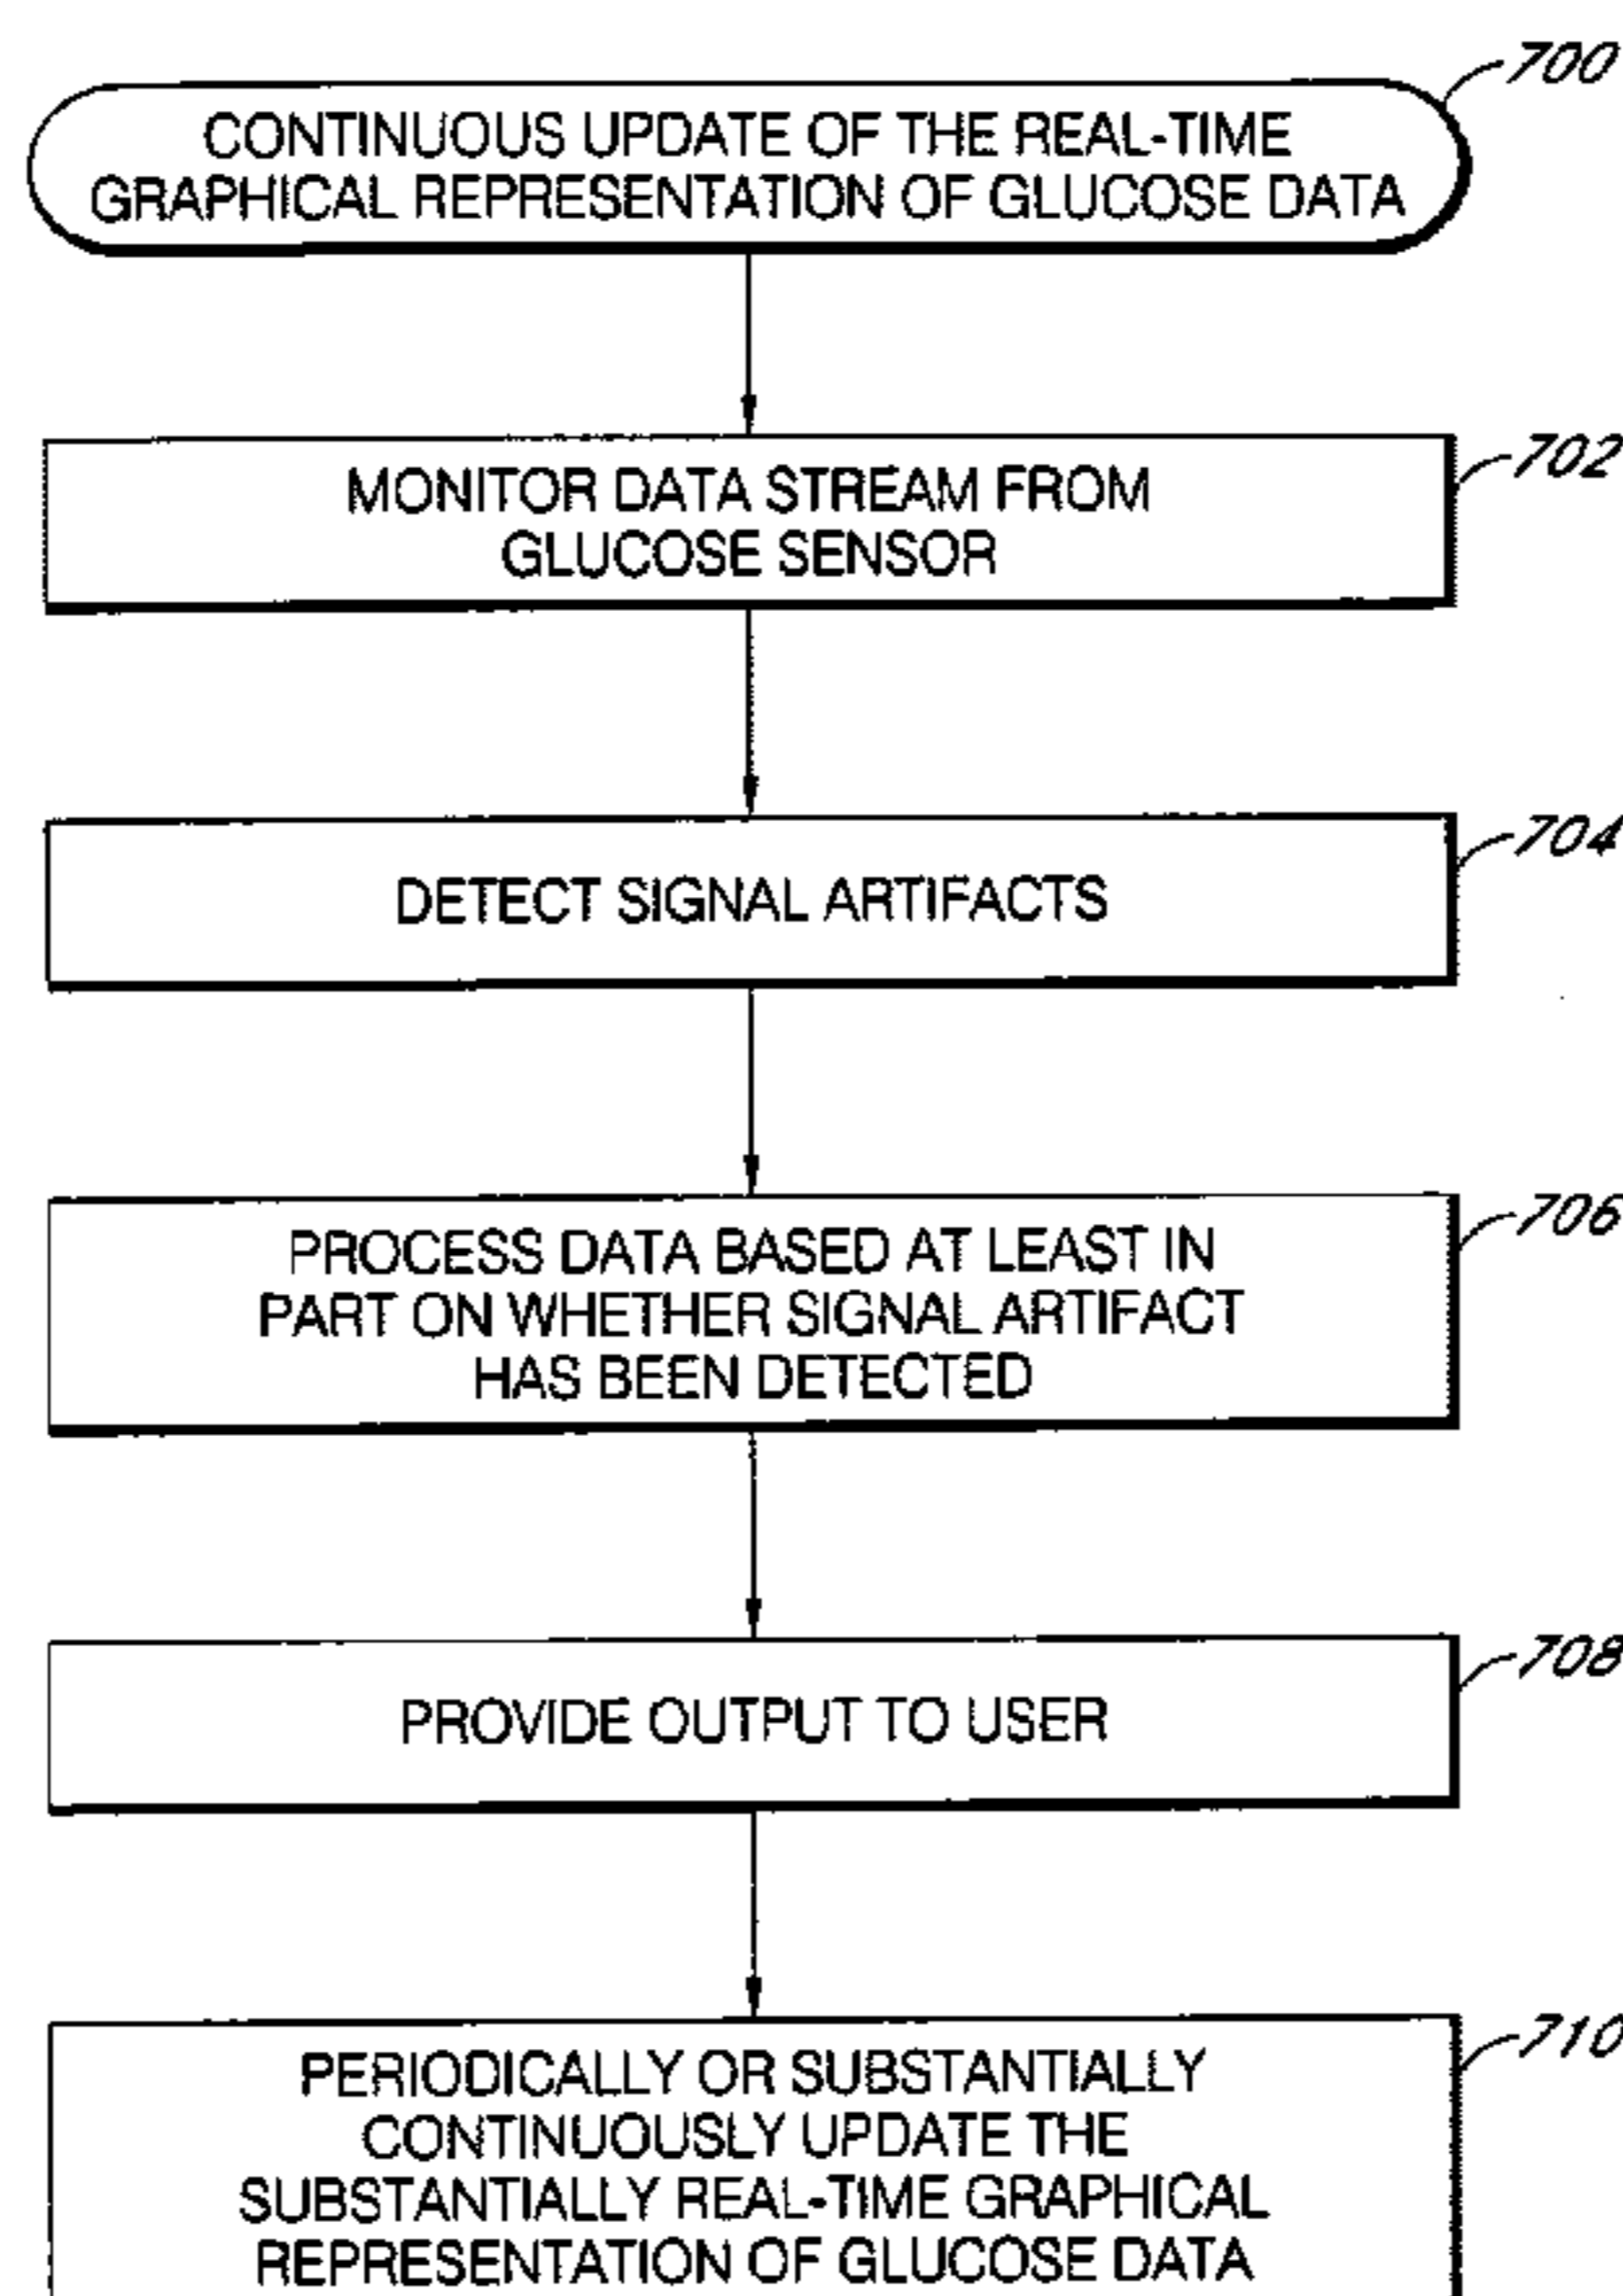 700
CONTINUOUS UPDATE OF THE REAL-TIME
GRAPHICAL REPRESENTATION OF GLUCOSE DATA
702
MONITOR DATA STREAM FROM
GLUCOSE SENSOR
704
DETECT SIGNAL ARTIFACTS
706
PROCESS DATA BASED AT LEAST IN
PART ON WHETHER SIGNAL ARTIFACT
HAS BEEN DETECTED
708
PROVIDE OUTPUT TO USER
710
PERIODICALLY OR SUBSTANTIALLY
CONTINUOUSLY UPDATE THE
SUBSTANTIALLY REAL-TIME GRAPHICAL
REPRESENTATION OF GLUCOSE DATA